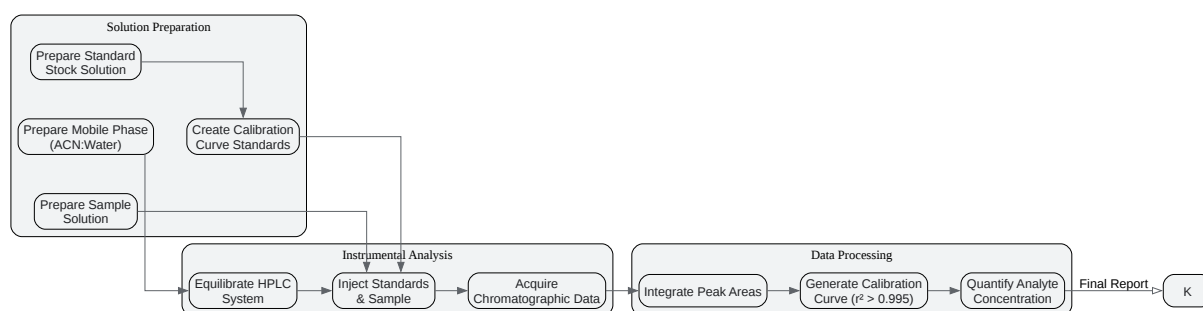 Solution Preparation
Prepare Standard
Stock Solution
Prepare Mobile Phase
(ACN:Water)
Create Calibration
Curve Standards
Prepare Sample
Solution
Instrumental Analysis
Equilibrate HPLC
System
Inject Standards
& Sample
Acquire
Chromatographic Data
Data Processing
Integrate Peak Areas
Generate Calibration
Curve (r² > 0.995)
Quantify Analyte
Concentration
Final Report
K